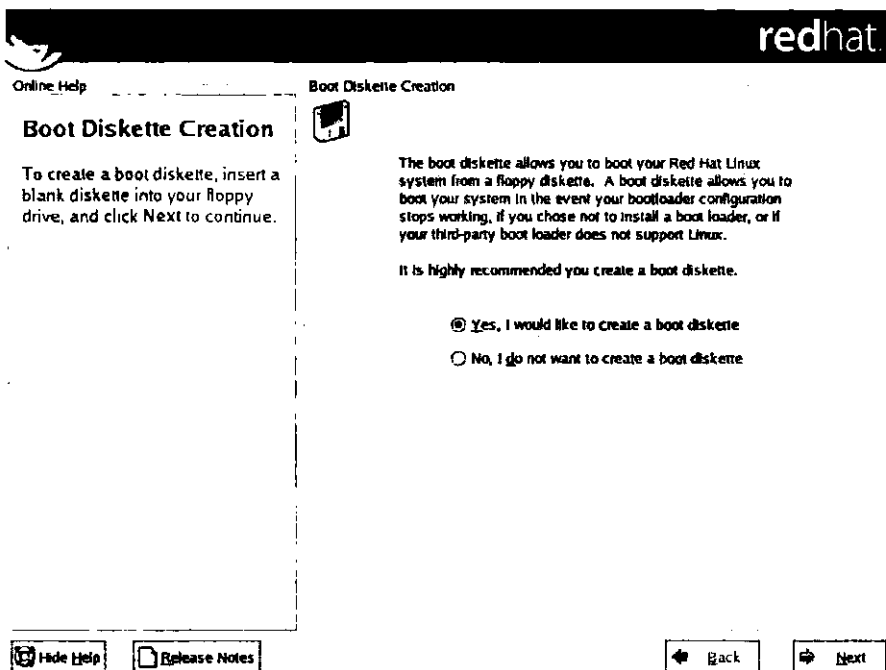 redhat.
Online Help
Boot Diskette Creation
To create a boot diskette, insert a
blank diskette into your floppy
drive, and click Next to continue.
Boot Diskette Creation
The boot diskette allows you to boot your Red Hat Linux
system from a floppy diskette. A boot diskette allows you to
boot your system in the event your bootloader configuration
stops working, if you chose not to install a boot loader, or if
your third-party boot loader does not support Linux.
It is highly recommended you create a boot diskette.
Yes, I would like to create a boot diskette
No, I do not want to create a boot diskette
Hide Help
Release Notes
Back
Next